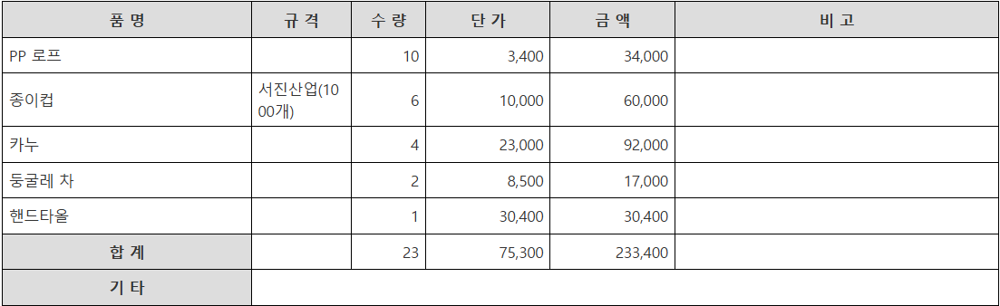 품 명 규 격 수 량 단 가 금 액 비 고
PP 로프 10 3,400 34,000
종이컵 서진산업(10
00개) 6 10,000 60,000
카누 4 23,000 92,000
둥굴레 차 2 8,500 17,000
핸드타올 1 30,400 30,400
합 계 23 75,300 233,400
기 타